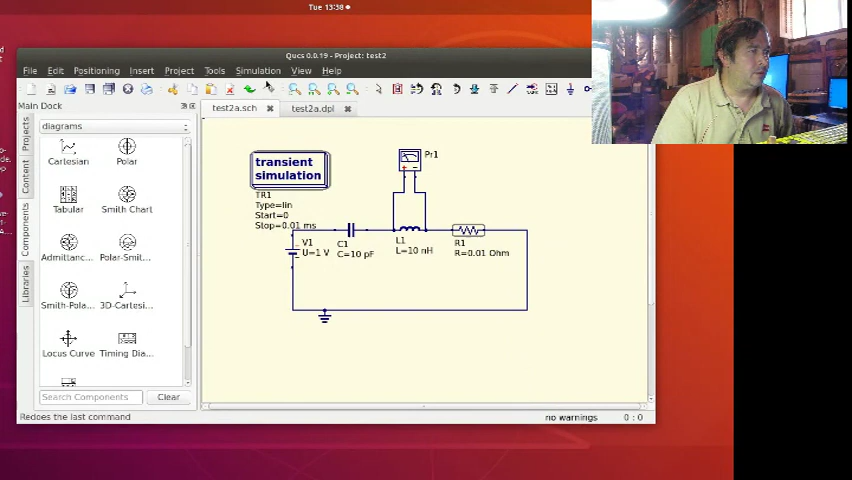 Tue 13:38
Qucs 0.0.19 - Project: test2
File Edit Positioning Insert Project Tools Simulation View Help
Main Dock
test2a.sch
test2a.dpl
diagrams
Projects
Content
Components
Libraries
Cartesian
Polar
Tabular
Smith Chart
Admittanc...
Polar-Smit...
Smith-Pola...
3D-Cartesi...
Locus Curve
Timing Dia...
Search Components
Clear
transient
simulation
TR1
Type=lin
Start=0
Stop=0.01 ms
V1
U=1 V
C1
C=10 pF
Pr1
L1
L=10 nH
R1
R=0.01 Ohm
Redoes the last command
no warnings
0 : 0